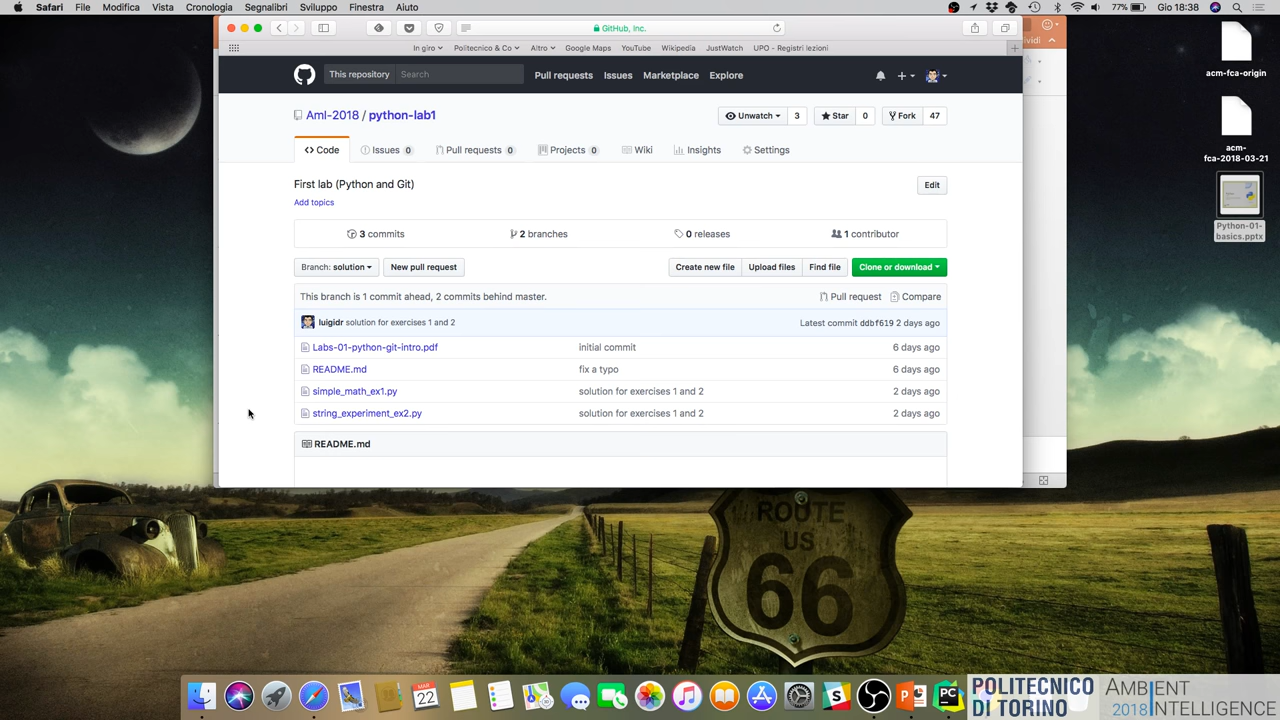 Safari File Modifica Vista Cronologia Segnalibri Sviluppo Finestra Aiuto
77% Gio 18:38
GitHub, Inc.
In giro Politecnico & Co Altro Google Maps YouTube Wikipedia JustWatch UPO - Registri lezioni
ividi
This repository Search Pull requests Issues Marketplace Explore
AmI-2018 / python-lab1
Unwatch 3 Star 0 Fork 47
Code Issues 0 Pull requests 0 Projects 0 Wiki Insights Settings
First lab (Python and Git)
Edit
Add topics
3 commits 2 branches 0 releases 1 contributor
Branch: solution New pull request Create new file Upload files Find file Clone or download
This branch is 1 commit ahead, 2 commits behind master. Pull request Compare
luigidr solution for exercises 1 and 2 Latest commit ddbf619 2 days ago
Labs-01-python-git-intro.pdf initial commit 6 days ago
README.md fix a typo 6 days ago
simple_math_ex1.py solution for exercises 1 and 2 2 days ago
string_experiment_ex2.py solution for exercises 1 and 2 2 days ago
README.md
acm-fca-origin
acm-
fca-2018-03-21
Python-01-
basics.pptx
ROUTE
US
66
MAR
22
POLITECNICO
DI TORINO
AMBIENT
2018 INTELLIGENCE